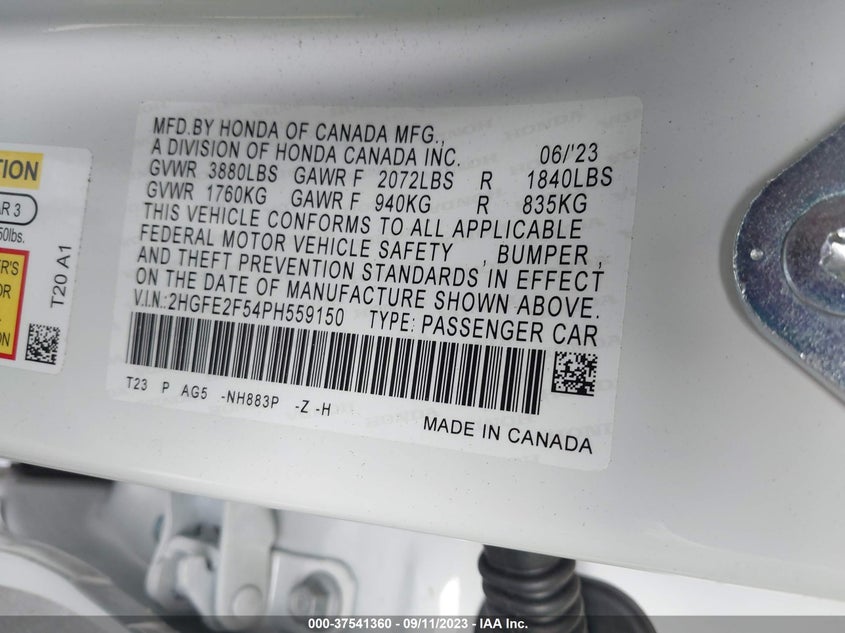 MFD.BY HONDA OF CANADA MFG.,
A DIVISION OF HONDA CANADA INC. 06/'23
GVWR 3880LBS GAWR F 2072LBS R 1840LBS
GVWR 1760KG GAWR F 940KG R 835KG
THIS VEHICLE CONFORMS TO ALL APPLICABLE
FEDERAL MOTOR VEHICLE SAFETY , BUMPER ,
AND THEFT PREVENTION STANDARDS IN EFFECT
ON THE DATE OF MANUFACTURE SHOWN ABOVE.
V.I.N.:2HGFE2F54PH559150 TYPE: PASSENGER CAR
T23 P AG5 -NH883P -Z -H
MADE IN CANADA
T20 A1
000-37541360 - 09/11/2023 - IAA Inc.